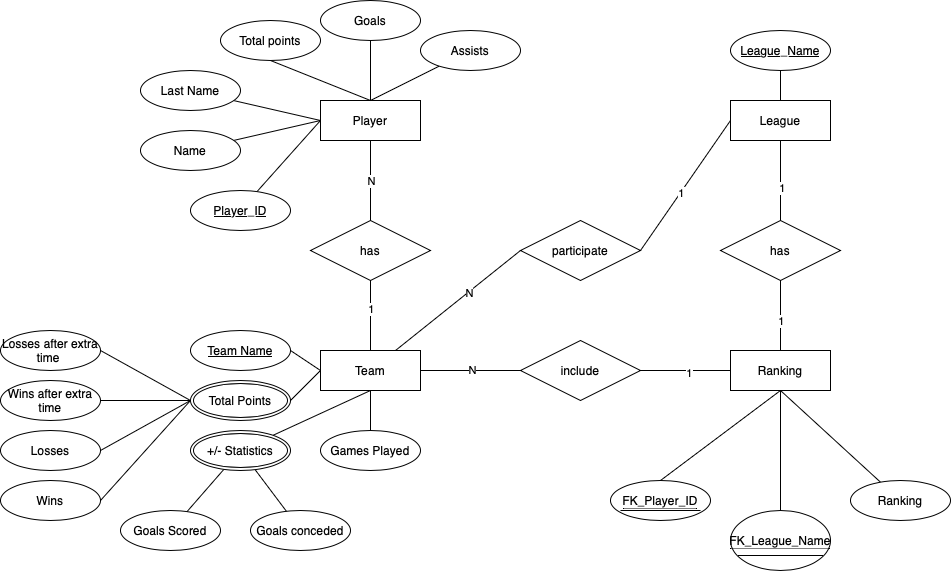 Goals
Total points
Assists
League_Name
Last Name
Player
League
Name
N
1
1
Player_ID
has
participate
has
N
1
1
Losses after extra
time
Team Name
Wins after extra
time
Total Points
Team
N
include
1
Ranking
Losses
+/- Statistics
Games Played
Wins
FK_Player_ID
Ranking
Goals Scored
Goals conceded
FK_League_Name